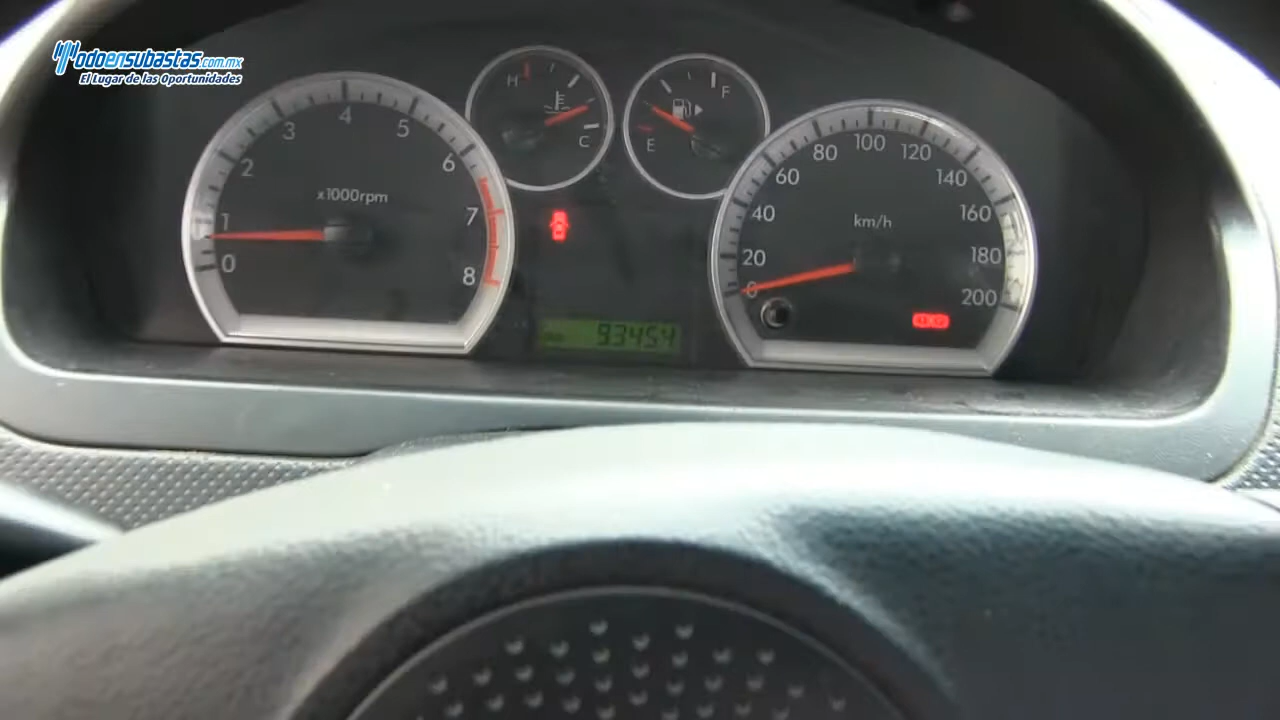 Todoensubastas.com.mx
El Lugar de las Oportunidades
0
1
2
3
4
5
6
7
8
x1000rpm
H
C
F
E
0
20
40
60
80
100
120
140
160
180
200
km/h
93454